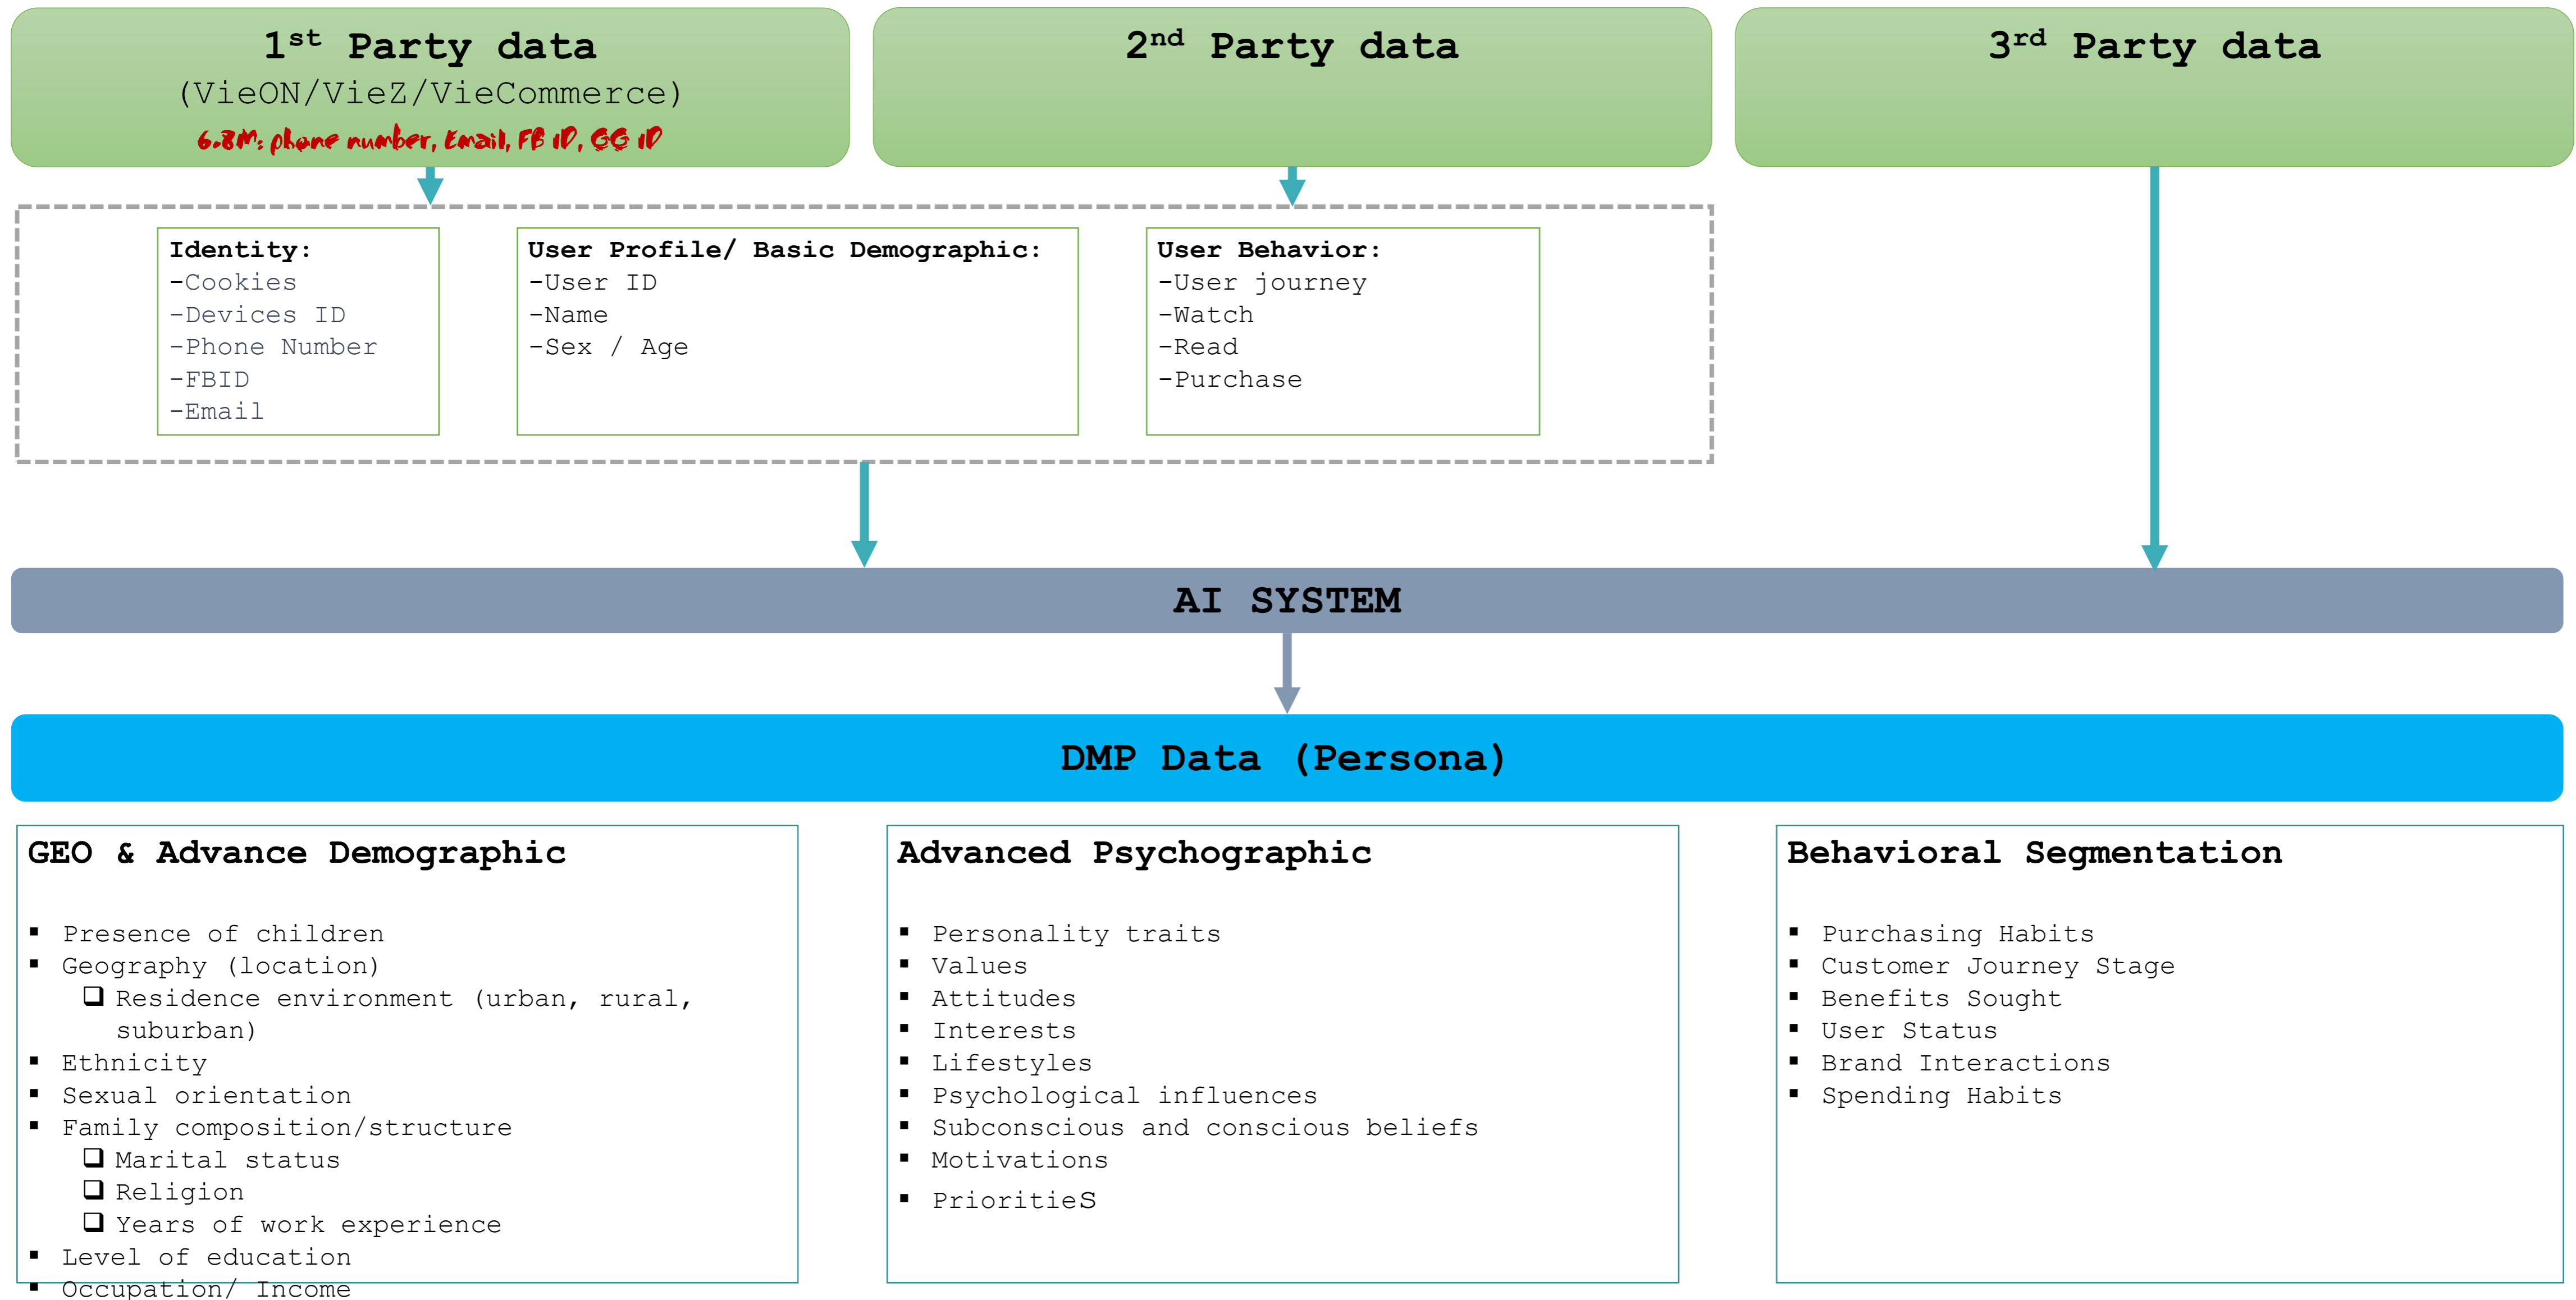 1st Party data
(VieON/VieZ/VieCommerce)
6.8M: phone number, Email, FB ID, GG ID
2nd Party data
3rd Party data
Identity:
-Cookies
-Devices ID
-Phone Number
-FBID
-Email
User Profile/ Basic Demographic:
-User ID
-Name
-Sex / Age
User Behavior:
-User journey
-Watch
-Read
-Purchase
AI SYSTEM
DMP Data (Persona)
GEO & Advance Demographic
▪ Presence of children
▪ Geography (location)
❑ Residence environment (urban, rural,
suburban)
▪ Ethnicity
▪ Sexual orientation
▪ Family composition/structure
❑ Marital status
❑ Religion
❑ Years of work experience
▪ Level of education
▪ Occupation/ Income
Advanced Psychographic
▪ Personality traits
▪ Values
▪ Attitudes
▪ Interests
▪ Lifestyles
▪ Psychological influences
▪ Subconscious and conscious beliefs
▪ Motivations
▪ Priorities
Behavioral Segmentation
▪ Purchasing Habits
▪ Customer Journey Stage
▪ Benefits Sought
▪ User Status
▪ Brand Interactions
▪ Spending Habits